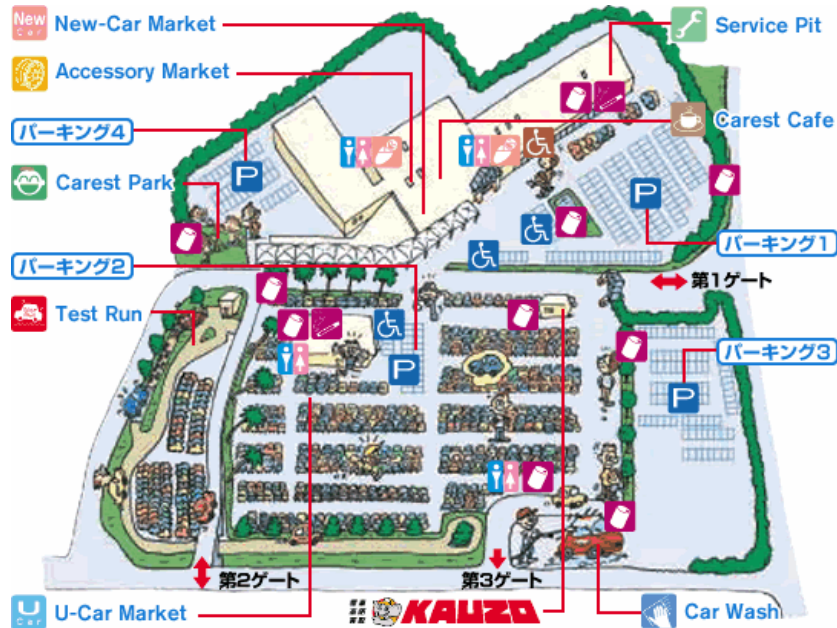 New Car New-Car Market
Service Pit
Accessory Market
パーキング4
Carest Cafe
P
Carest Park
P
パーキング1
パーキング2
第1ゲート
Test Run
パーキング3
P
P
第2ゲート
第3ゲート
U Car U-Car Market
KAUZO
Car Wash